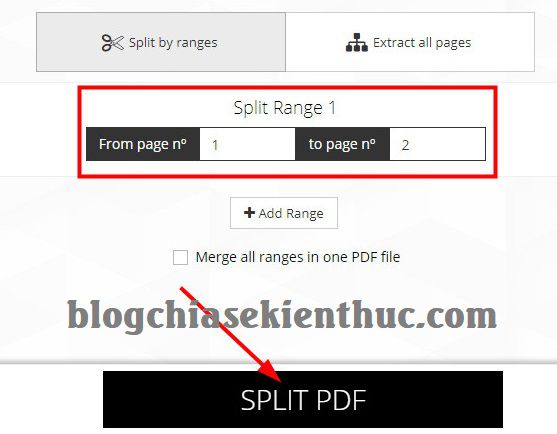 Split by ranges
Extract all pages
Split Range 1
From page nº 1 to page nº 2
Add Range
Merge all ranges in one PDF file
blogchiasekienthuc.com
SPLIT PDF